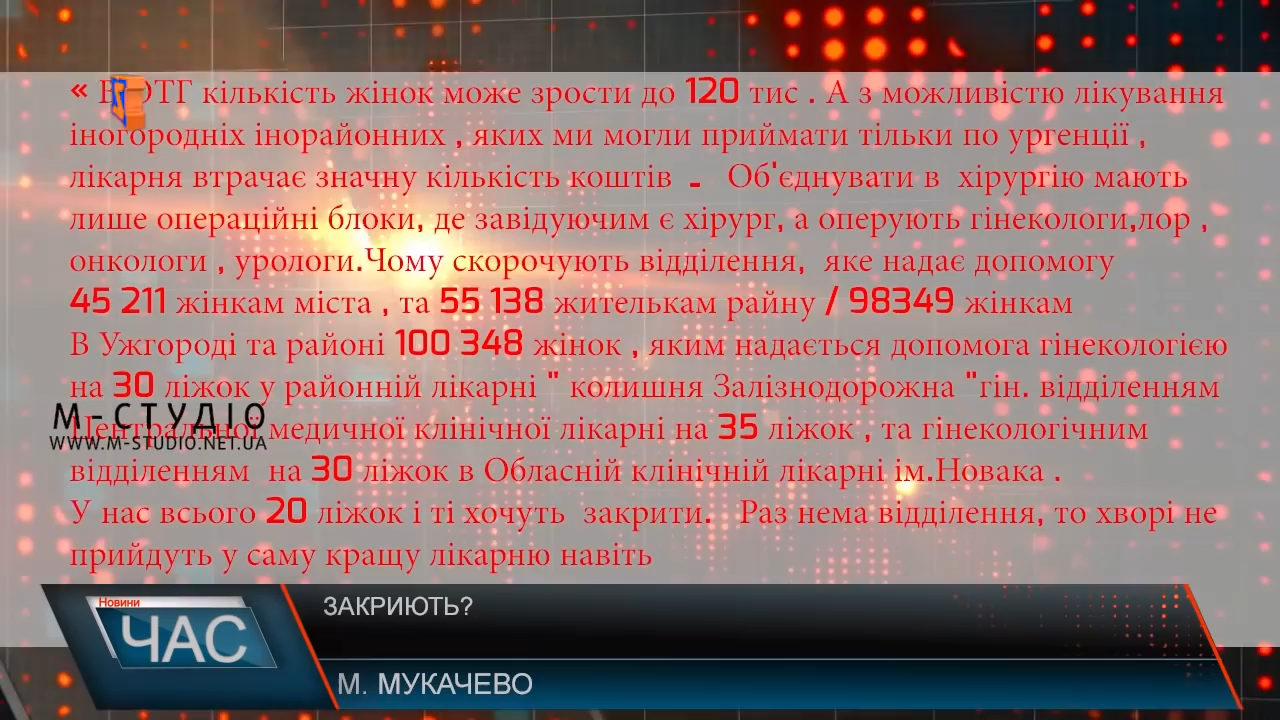 « В ОТГ кількість жінок може зрости до 120 тис . А з можливістю лікування
іногородніх інорайонних , яких ми могли приймати тільки по ургенції ,
лікарня втрачає значну кількість коштів - Об'єднувати в хірургію мають
лише операційні блоки, де завідуючим є хірург, а оперують гінекологи,лор ,
онкологи , урологи.Чому скорочують відділення, яке надає допомогу
45 211 жінкам міста , та 55 138 жителькам райну / 98349 жінкам
В Ужгороді та районі 100 348 жінок , яким надається допомога гінекологією
на 30 ліжок у районній лікарні " колишня Залізнодорожна "гін. відділенням
Центральної медичної клінічної лікарні на 35 ліжок , та гінекологічним
відділенням на 30 ліжок в Обласній клінічній лікарні ім.Новака .
У нас всього 20 ліжок і ті хочуть закрити. Раз нема відділення, то хворі не
прийдуть у саму кращу лікарню навіть
М-СТУДІО
WWW.M-STUDIO.NET.UA
Новини
ЧАС
ЗАКРИЮТЬ?
М. МУКАЧЕВО